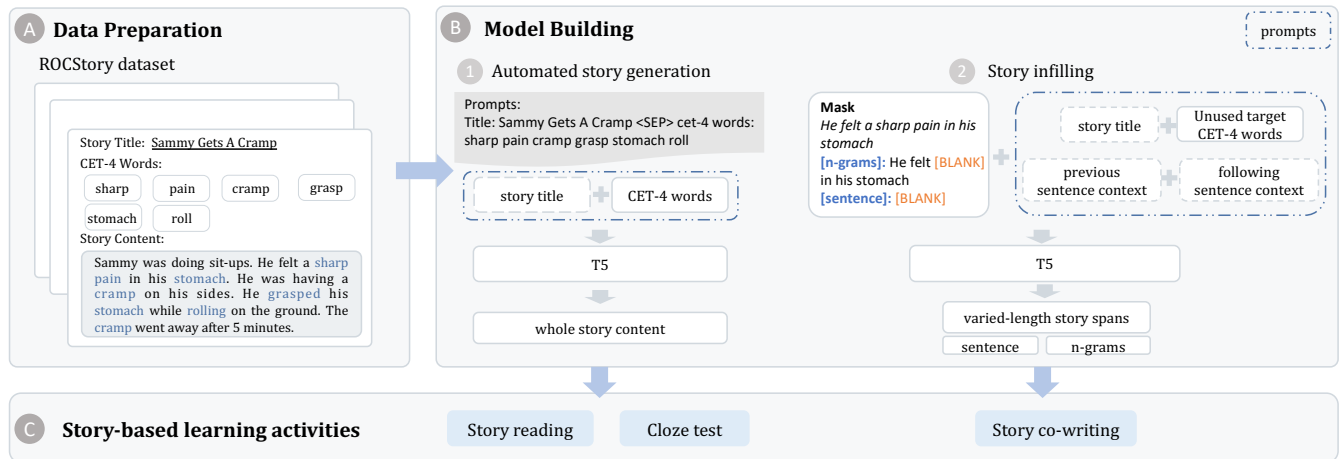 A Data Preparation
ROCStory dataset
Story Title: Sammy Gets A Cramp
CET-4 Words:
sharp pain cramp grasp
stomach roll
Story Content:
Sammy was doing sit-ups. He felt a sharp
pain in his stomach. He was having a
cramp on his sides. He grasped his
stomach while rolling on the ground. The
cramp went away after 5 minutes.
B Model Building
prompts
1 Automated story generation
Prompts:
Title: Sammy Gets A Cramp <SEP> cet-4 words:
sharp pain cramp grasp stomach roll
story title + CET-4 words
T5
whole story content
2 Story infilling
Mask
He felt a sharp pain in his
stomach
[n-grams]: He felt [BLANK]
in his stomach
[sentence]: [BLANK]
+
story title + Unused target
CET-4 words
previous
sentence context + following
sentence context
T5
varied-length story spans
sentence n-grams
C Story-based learning activities
Story reading Cloze test Story co-writing